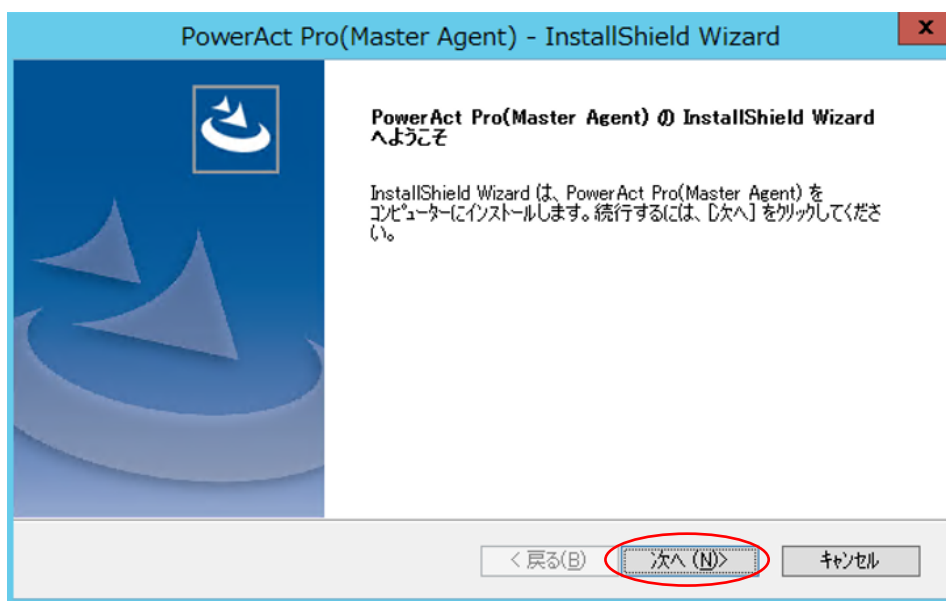 PowerAct Pro(Master Agent) - InstallShield Wizard
x
PowerAct Pro(Master Agent) の InstallShield Wizard
へようこそ
InstallShield Wizard は、PowerAct Pro(Master Agent) を
コンピューターにインストールします。続行するには、[次へ] をクリックしてくださ
い。
< 戻る(B)
次へ (N)>
キャンセル